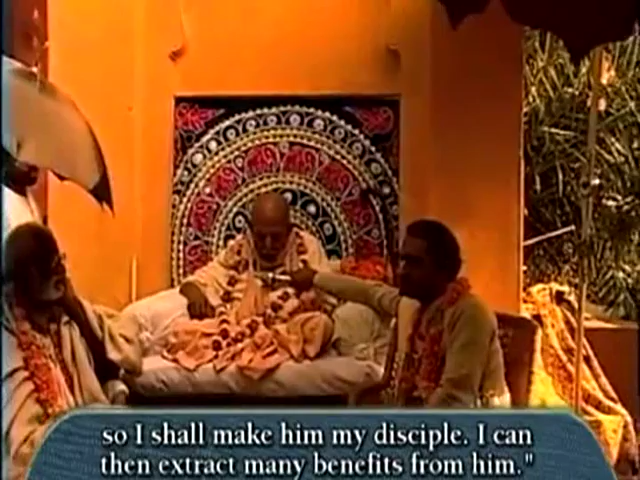 so I shall make him my disciple. I can
then extract many benefits from him."